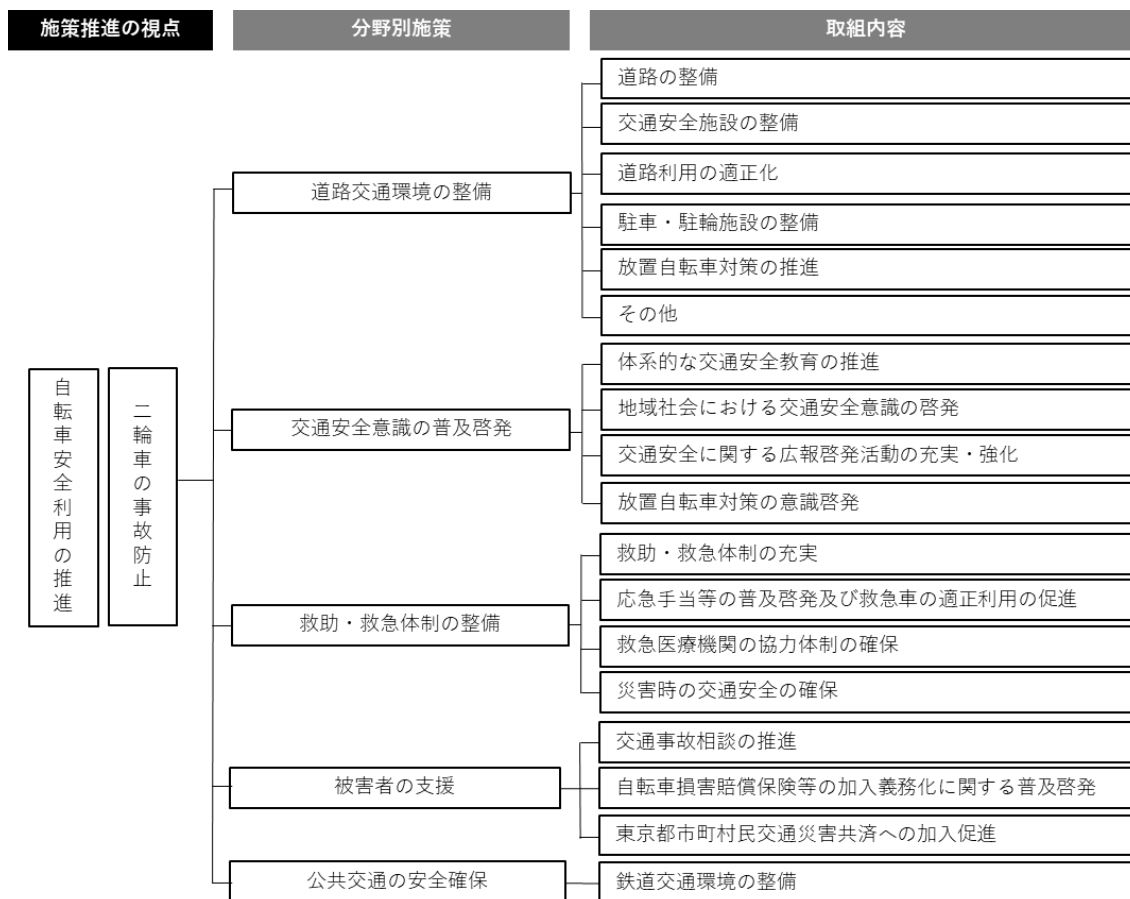 施策推進の視点
分野別施策
取組内容
自転車安全利用の推進
二輪車の事故防止
道路交通環境の整備
道路の整備
交通安全施設の整備
道路利用の適正化
駐車・駐輪施設の整備
放置自転車対策の推進
その他
交通安全意識の普及啓発
体系的な交通安全教育の推進
地域社会における交通安全意識の啓発
交通安全に関する広報啓発活動の充実・強化
放置自転車対策の意識啓発
救助・救急体制の整備
救助・救急体制の充実
応急手当等の普及啓発及び救急車の適正利用の促進
救急医療機関の協力体制の確保
災害時の交通安全の確保
被害者の支援
交通事故相談の推進
自転車損害賠償保険等の加入義務化に関する普及啓発
東京都市町村民交通災害共済への加入促進
公共交通の安全確保
鉄道交通環境の整備